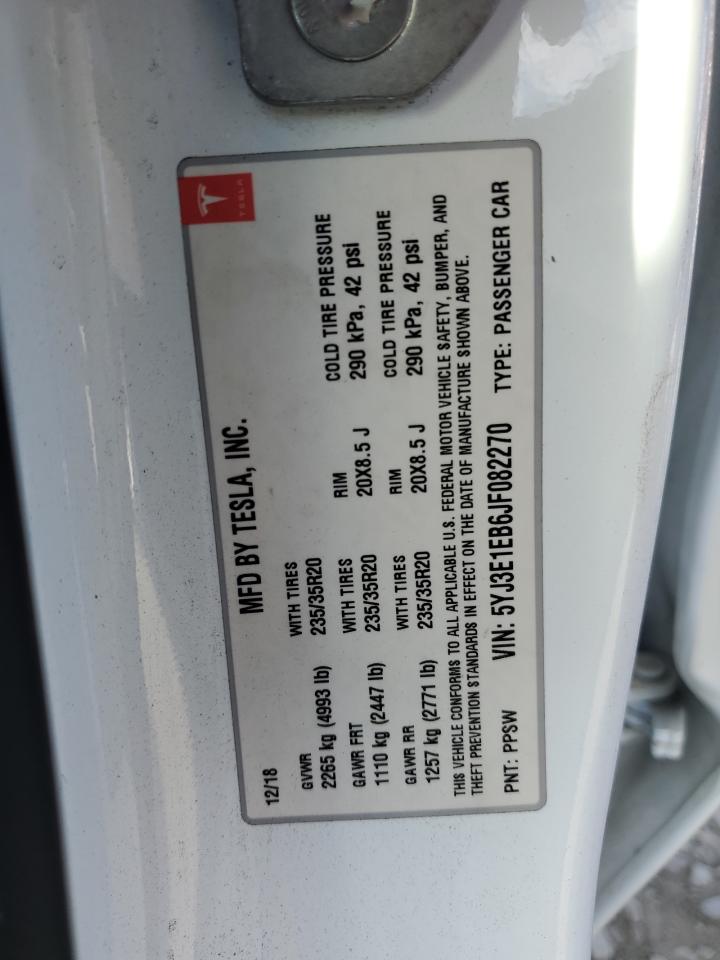 TESLA
MFD BY TESLA, INC.
12/18
GVWR WITH TIRES RIM COLD TIRE PRESSURE
2265 kg (4993 lb) 235/35R20
GAWR FRT WITH TIRES RIM COLD TIRE PRESSURE
1110 kg (2447 lb) 235/35R20 20X8.5 J 290 kPa, 42 psi
GAWR RR WITH TIRES RIM COLD TIRE PRESSURE
1257 kg (2771 lb) 235/35R20 20X8.5 J 290 kPa, 42 psi
THIS VEHICLE CONFORMS TO ALL APPLICABLE U.S. FEDERAL MOTOR VEHICLE SAFETY, BUMPER, AND
THEFT PREVENTION STANDARDS IN EFFECT ON THE DATE OF MANUFACTURE SHOWN ABOVE.
PNT: PPSW VIN: 5YJ3E1EB6JF082270 TYPE: PASSENGER CAR